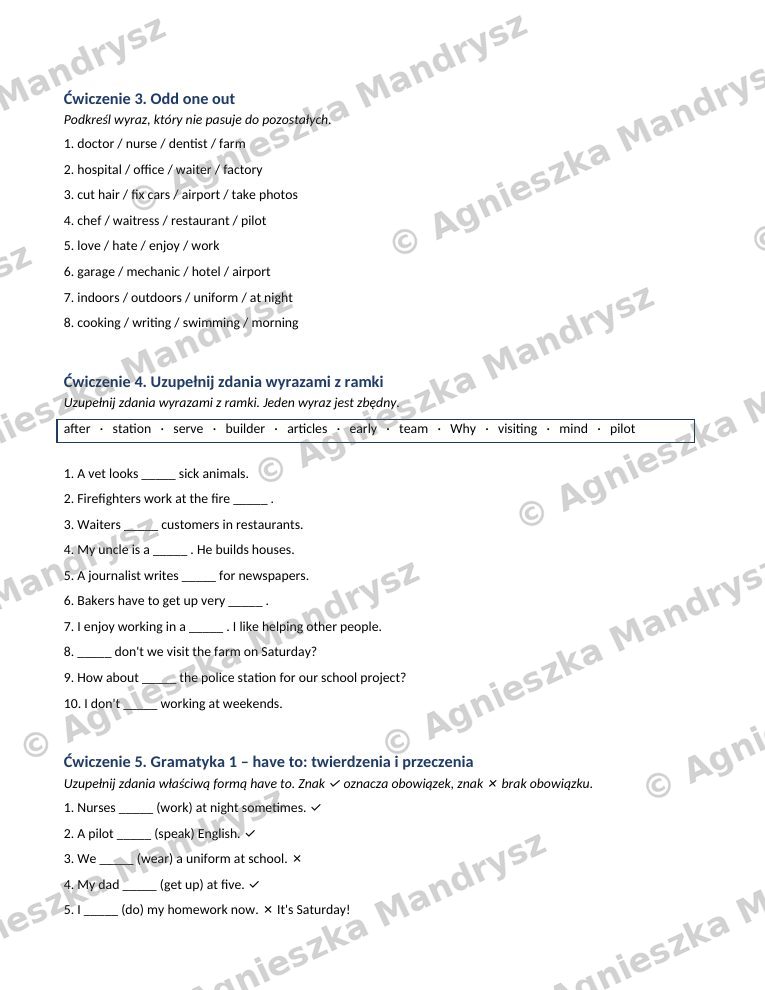 Ćwiczenie 3. Odd one out
Podkreśl wyraz, który nie pasuje do pozostałych.
1. doctor / nurse / dentist / farm
2. hospital / office / waiter / factory
3. cut hair / fix cars / airport / take photos
4. chef / waitress / restaurant / pilot
5. love / hate / enjoy / work
6. garage / mechanic / hotel / airport
7. indoors / outdoors / uniform / at night
8. cooking / writing / swimming / morning
Ćwiczenie 4. Uzupełnij zdania wyrazami z ramki
Uzupełnij zdania wyrazami z ramki. Jeden wyraz jest zbędny.
after · station · serve · builder · articles · early · team · Why · visiting · mind · pilot
1. A vet looks _____ sick animals.
2. Firefighters work at the fire _____ .
3. Waiters _____ customers in restaurants.
4. My uncle is a _____ . He builds houses.
5. A journalist writes _____ for newspapers.
6. Bakers have to get up very _____ .
7. I enjoy working in a _____ . I like helping other people.
8. _____ don't we visit the farm on Saturday?
9. How about _____ the police station for our school project?
10. I don't _____ working at weekends.
Ćwiczenie 5. Gramatyka 1 – have to: twierdzenia i przeczenia
Uzupełnij zdania właściwą formą have to. Znak ✓ oznacza obowiązek, znak ✕ brak obowiązku.
1. Nurses _____ (work) at night sometimes. ✓
2. A pilot _____ (speak) English. ✓
3. We _____ (wear) a uniform at school. ✕
4. My dad _____ (get up) at five. ✓
5. I _____ (do) my homework now. ✕ It's Saturday!
© Agnieszka Mandrysz